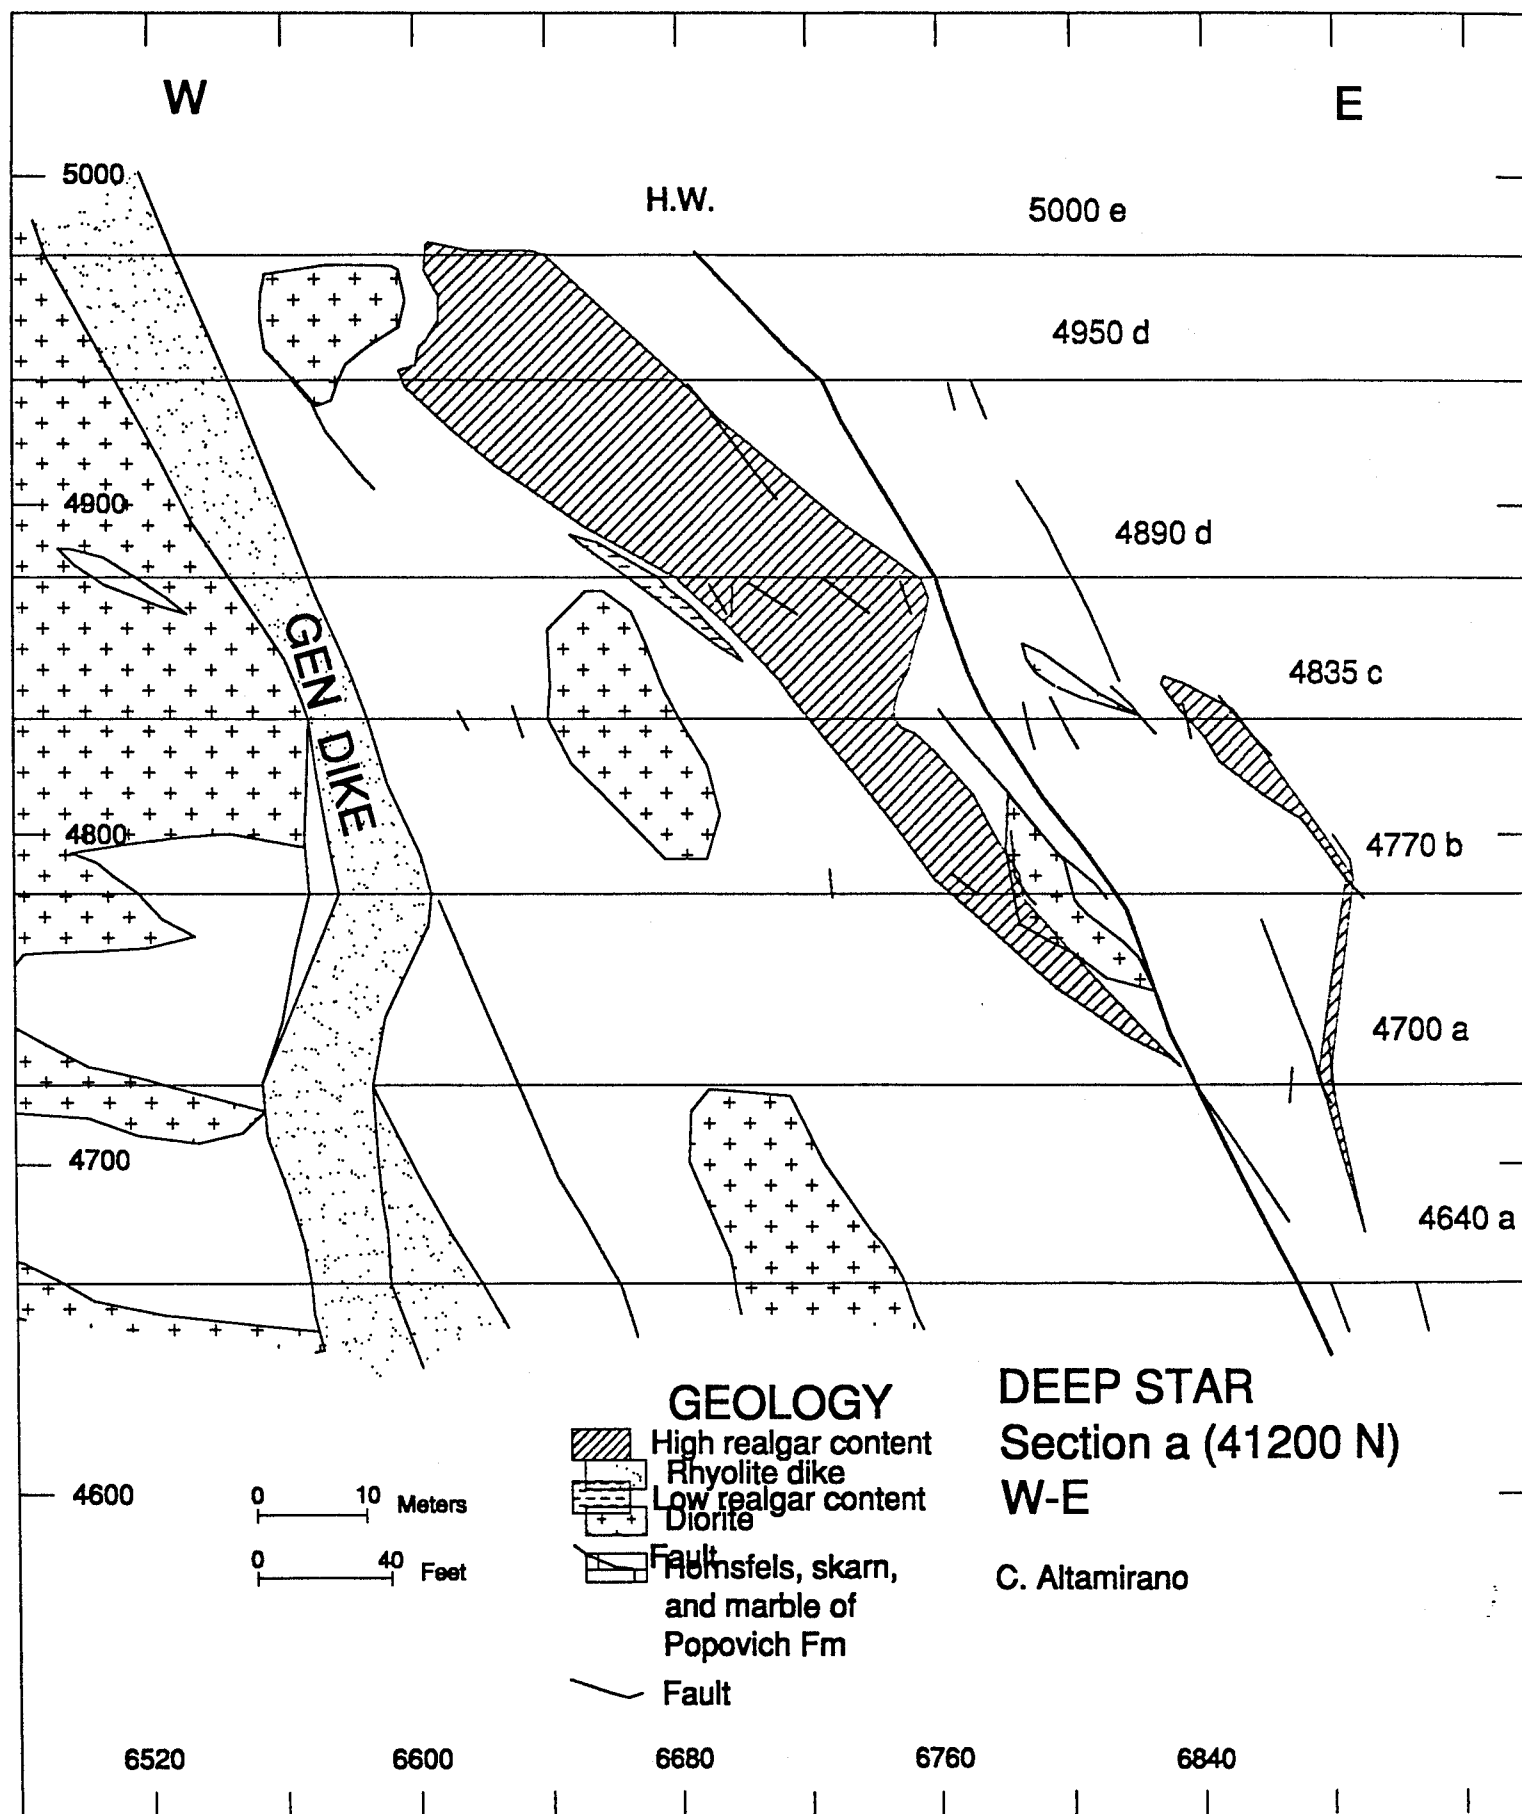 W
E
5000
H.W.
5000 e
4950 d
4900
4890 d
GEN DIKE
4835 c
4800
4770 b
4700 a
4700
4640 a
GEOLOGY
High realgar content
Rhyolite dike
Low realgar content
Diorite
Fault
Hornsfels, skarn,
and marble of
Popovich Fm
Fault
DEEP STAR
Section a (41200 N)
W-E
C. Altamirano
4600
0 10 Meters
0 40 Feet
6520 6600 6680 6760 6840